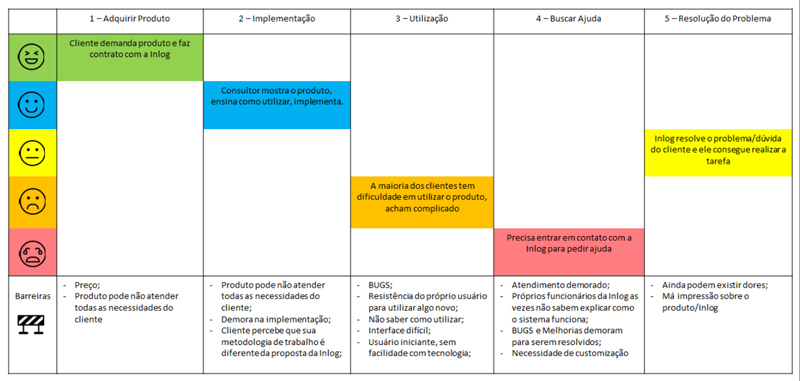 1 – Adquirir Produto
2 – Implementação
3 – Utilização
4 – Buscar Ajuda
5 – Resolução do Problema
Cliente demanda produto e faz
contrato com a Inlog
Consultor mostra o produto,
ensina como utilizar, implementa.
Inlog resolve o problema/dúvida
do cliente e ele consegue realizar a
tarefa
A maioria dos clientes tem
dificuldade em utilizar o produto,
acham complicado
Precisa entrar em contato com a
Inlog para pedir ajuda
Barreiras
- Preço;
- Produto pode não atender
todas as necessidades do
cliente
- Produto pode não atender
todas as necessidades do
cliente;
- Demora na implementação;
- Cliente percebe que sua
metodologia de trabalho é
diferente da proposta da Inlog;
- BUGS;
- Resistência do próprio usuário
para utilizar algo novo;
- Não saber como utilizar;
- Interface difícil;
- Usuário iniciante, sem
facilidade com tecnologia;
- Atendimento demorado;
- Próprios funcionários da Inlog as
vezes não sabem explicar como
o sistema funciona;
- BUGS e Melhorias demoram
para serem resolvidos;
- Necessidade de customização
- Ainda podem existir dores;
- Má impressão sobre o
produto/Inlog